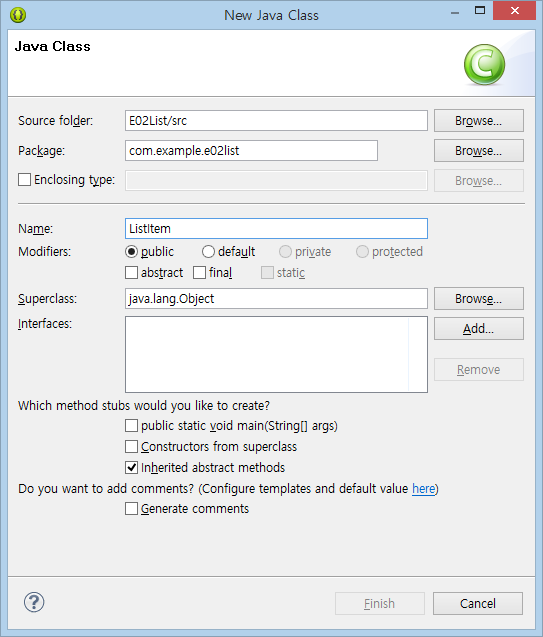 New Java Class
Java Class
Source folder: E02List/src Browse...
Package: com.example.e02list Browse...
Enclosing type: Browse...
Name: ListItem
Modifiers: public default private protected
abstract final static
Superclass: java.lang.Object Browse...
Interfaces: Add...
Remove
Which method stubs would you like to create?
public static void main(String[] args)
Constructors from superclass
Inherited abstract methods
Do you want to add comments? (Configure templates and default value here)
Generate comments
? Finish Cancel